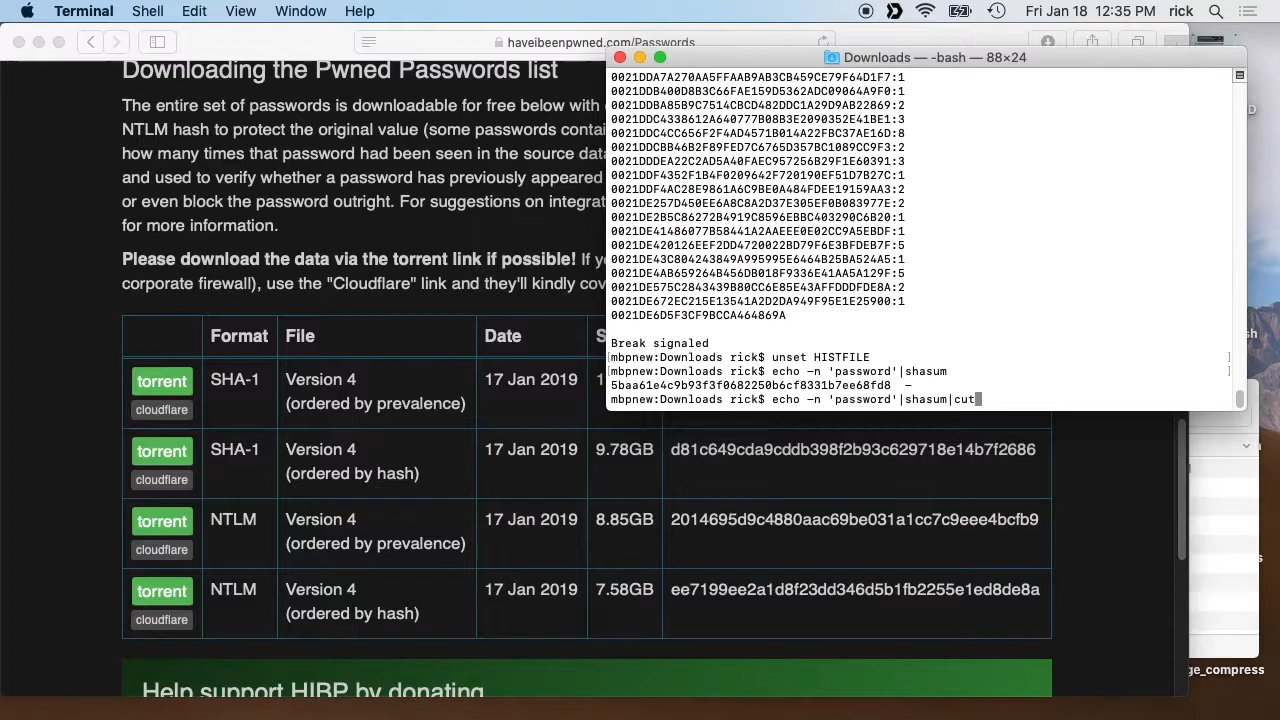 Terminal Shell Edit View Window Help Fri Jan 18 12:35 PM rick
haveibeenpwned.com/Passwords
Downloading the Pwned Passwords list
The entire set of passwords is downloadable for free below with
NTLM hash to protect the original value (some passwords contai
how many times that password had been seen in the source data
and used to verify whether a password has previously appeared
or even block the password outright. For suggestions on integrat
for more information.
Please download the data via the torrent link if possible! If yo
corporate firewall), use the "Cloudflare" link and they'll kindly cov
Format File Date S
torrent SHA-1 Version 4 17 Jan 2019 1
cloudflare (ordered by prevalence)
torrent SHA-1 Version 4 17 Jan 2019 9.78GB d81c649cda9cddb398f2b93c629718e14b7f2686
cloudflare (ordered by hash)
torrent NTLM Version 4 17 Jan 2019 8.85GB 2014695d9c4880aac69be031a1cc7c9eee4bcfb9
cloudflare (ordered by prevalence)
torrent NTLM Version 4 17 Jan 2019 7.58GB ee7199ee2a1d8f23dd346d5b1fb2255e1ed8de8a
cloudflare (ordered by hash)
Help support HIBP by donating
Downloads — -bash — 88×24
0021DDA7A270AA5FFAAB9AB3CB459CE79F64D1F7:1
0021DDB400D8B3C66FAE159D5362ADC09064A9F0:1
0021DDBA85B9C7514CBCD482DDC1A29D9AB22869:2
0021DDC4338612A640777B08B3E2090352E41BE1:3
0021DDC4CC656F2F4AD4571B014A22FBC37AE16D:8
0021DDCBB46B2F89FED7C6765D357BC1089CC9F3:2
0021DDDEA22C2AD5A40FAEC957256B29F1E60391:3
0021DDF4352F1B4F0209642F720190EF51D7B27C:1
0021DDF4AC28E9861A6C9BE0A484FDEE19159AA3:2
0021DE257D450EE6A8C8A2D37E305EF0B083977E:2
0021DE2B5C86272B4919C8596EBBC403290C6D20:1
0021DE41486077B58441A2AAEEE0E02CC9A5EBDF:1
0021DE420126EEF2DD4720022BD79F6E3BFDEB7F:5
0021DE43C804243849A995995E6464B25BA524A5:1
0021DE4AB659264B456DB018F9336E41AA5A129F:5
0021DE575C2843439B80CC6E85E43AFFDDDFDE8A:2
0021DE672EC215E13541A2D2DA949F95E1E25900:1
0021DE6D5F3CF9BCCA464869A
Break signaled
[mbpnew:Downloads rick$ unset HISTFILE ]
[mbpnew:Downloads rick$ echo -n 'password'|shasum ]
5baa61e4c9b93f3f0682250b6cf8331b7ee68fd8 -
mbpnew:Downloads rick$ echo -n 'password'|shasum|cut
ge_compress